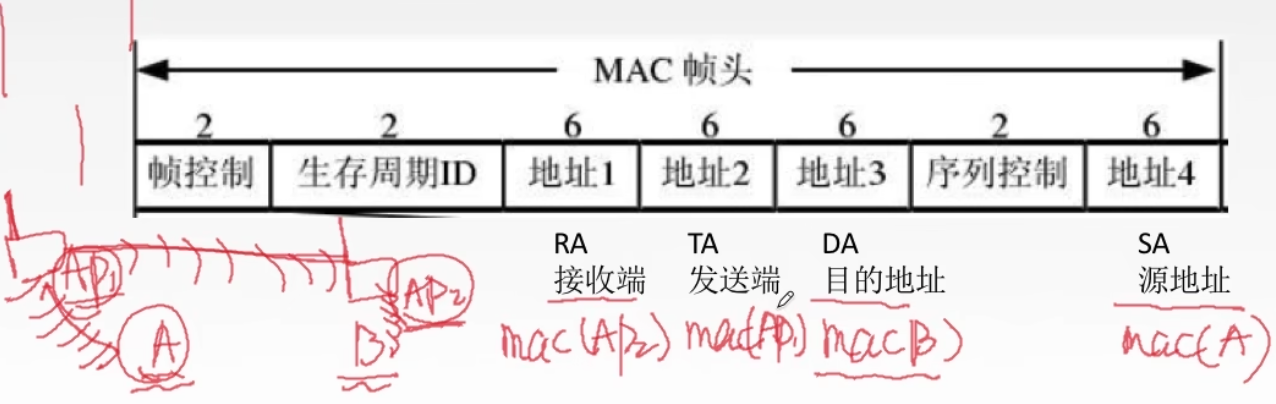 MAC 帧头
2 2 6 6 6 2 6
帧控制 生存周期ID 地址1 地址2 地址3 序列控制 地址4
RA TA DA SA
接收端 发送端 目的地址 源地址
mac(AP2) mac(AP1) mac(B) mac(A)
AP1 AP2
A B